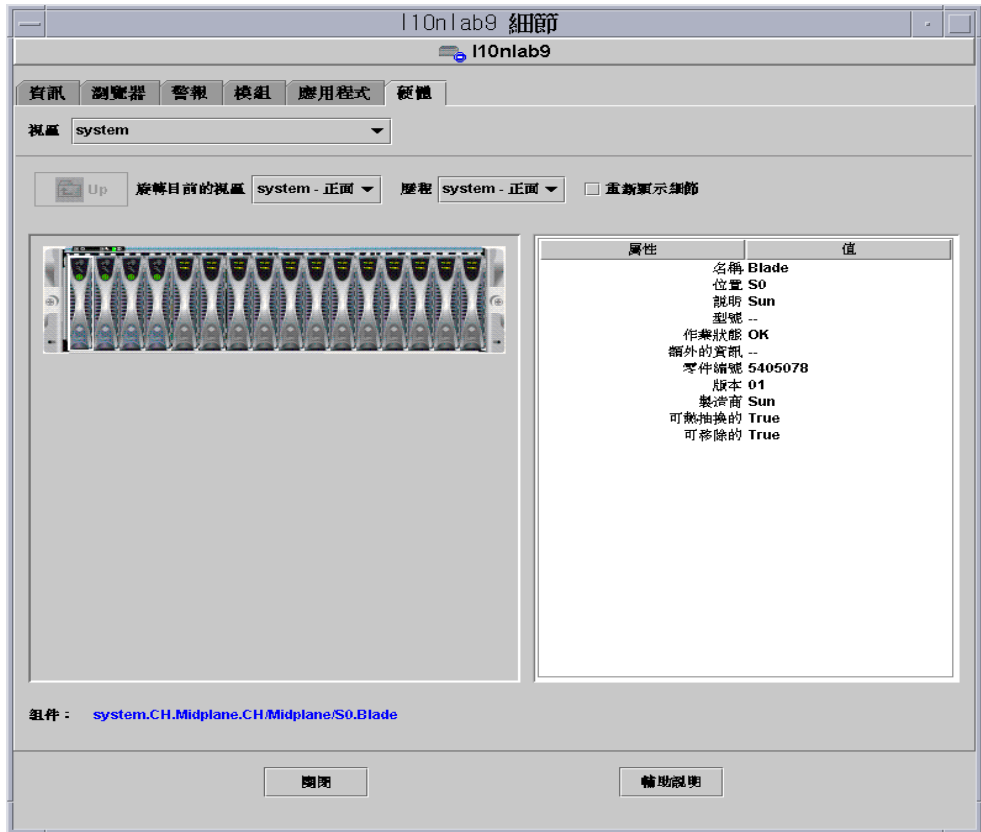 l10nlab9 細節
l10nlab9
資訊 瀏覽器 警報 模組 應用程式 硬體
視區 system
Up 旋轉目前的視區 system - 正面 歷程 system - 正面 重新顯示細節
屬性 值
名稱 Blade
位置 S0
說明 Sun
型號 --
作業狀態 OK
額外的資訊 --
零件編號 5405078
版本 01
製造商 Sun
可熱抽換的 True
可移除的 True
組件： system.CH.Midplane.CH/Midplane/S0.Blade
關閉 輔助說明